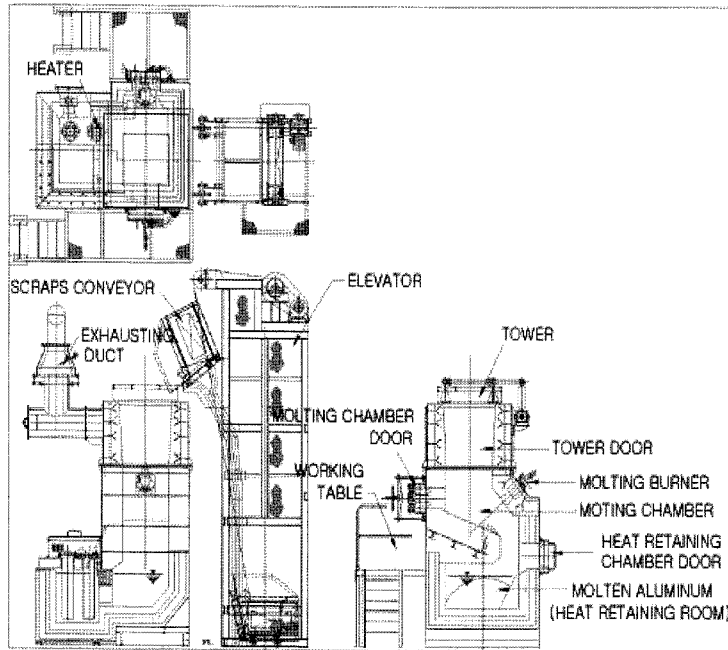 HEATER
SCRAPS CONVEYOR
ELEVATOR
EXHAUSTING
DUCT
TOWER
MOLTING CHAMBER
DOOR
TOWER DOOR
WORKING
TABLE
MOLTING BURNER
MOTING CHAMBER
HEAT RETAINING
CHAMBER DOOR
MOLTEN ALUMINUM
(HEAT RETAINING ROOM)